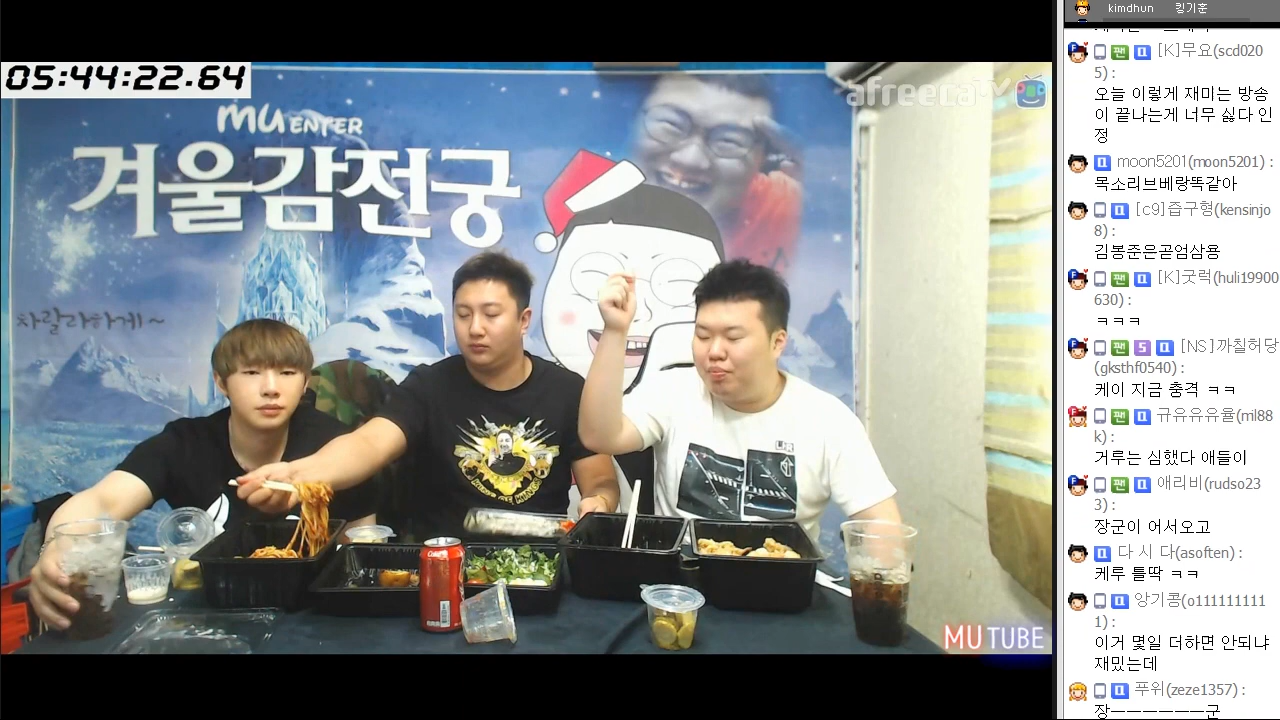 kimdhun 킹기훈
05:44:22.64
afreecaTV
MU ENTER
겨울감전궁
차랄라하게~
MU TUBE
[K]무요(scd020
5) :
오늘 이렇게 재미는 방송
이 끝나는게 너무 싫다 인
정
moon5201(moon5201) :
목소리브베랑똑같아
[c9]즙구형(kensinjo
8) :
김봉준은곧엄삼용
[K]굿럭(huli19900
630) :
ㅋㅋㅋ
[NS]까칠허당
(gksthf0540) :
케이 지금 충격 ㅋㅋ
규유유유율(ml88
k) :
거루는 심했다 애들이
애려비(rudso23
3) :
장군이 어서오고
다 시 다(asoften) :
케루 틀딱 ㅋㅋ
앙기콩(o111111111
1) :
이거 몇일 더하면 안되냐
재밌는데
푸위(zeze1357) :
장ㅡㅡㅡㅡㅡㅡ군